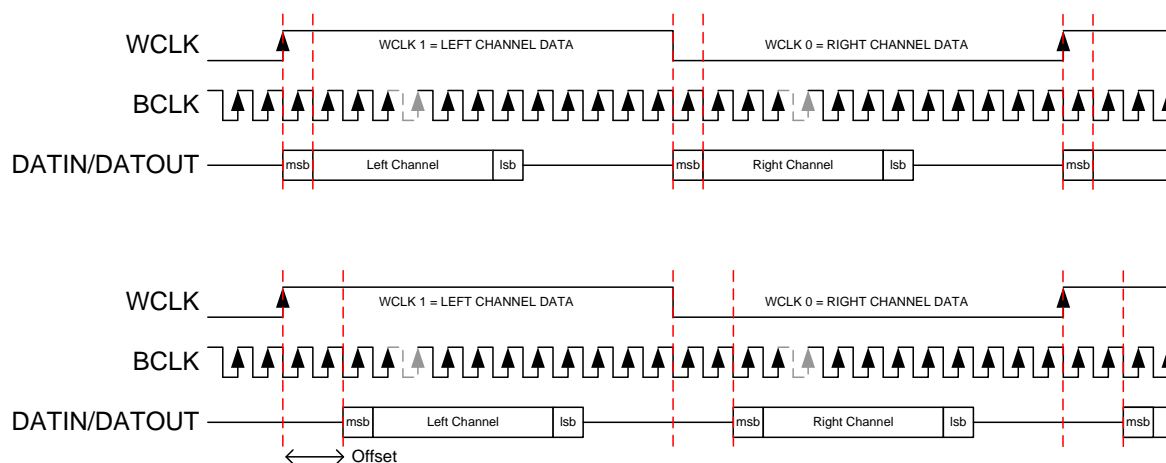 WCLK
WCLK 1 = LEFT CHANNEL DATA
WCLK 0 = RIGHT CHANNEL DATA
BCLK
DATIN/DATOUT
msb
Left Channel
lsb
msb
Right Channel
lsb
msb
WCLK
WCLK 1 = LEFT CHANNEL DATA
WCLK 0 = RIGHT CHANNEL DATA
BCLK
DATIN/DATOUT
msb
Left Channel
lsb
msb
Right Channel
lsb
msb
Offset